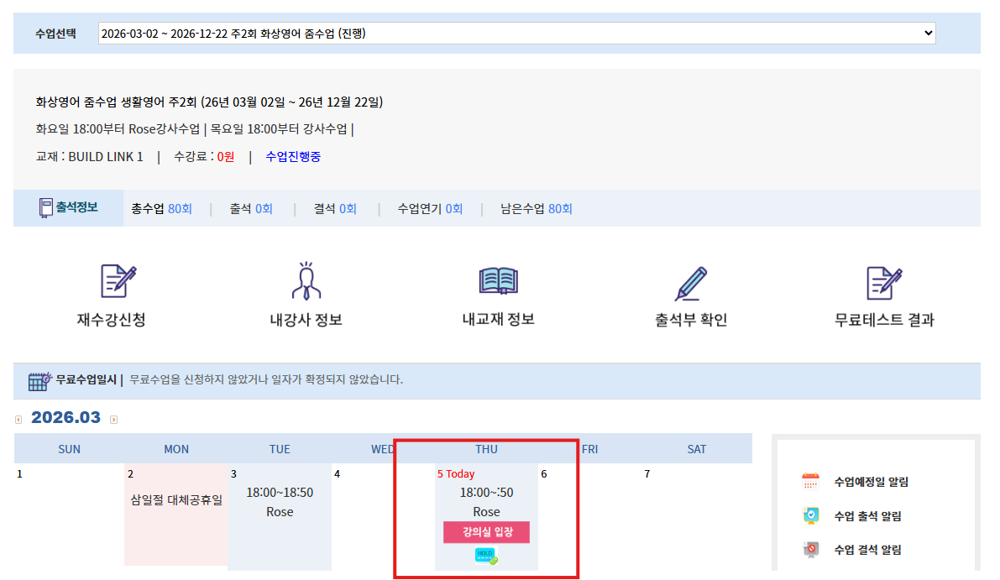 수업선택 2026-03-02 ~ 2026-12-22 주2회 화상영어 줌수업 (진행)
화상영어 줌수업 생활영어 주2회 (26년 03월 02일 ~ 26년 12월 22일)
화요일 18:00부터 Rose강사수업 | 목요일 18:00부터 강사수업 |
교재 : BUILD LINK 1 | 수강료 : 0원 | 수업진행중
출석정보 총수업 80회 | 출석 0회 | 결석 0회 | 수업연기 0회 | 남은수업 80회
재수강신청 내강사 정보 내교재 정보 출석부 확인 무료테스트 결과
무료수업일시 | 무료수업을 신청하지 않았거나 일자가 확정되지 않았습니다.
2026.03
SUN MON TUE WED THU FRI SAT
1 2 3 4 5 Today 6 7
삼일절 대체공휴일 18:00~18:50 18:00~:50
Rose Rose
강의실 입장
HOLD
수업예정일 알림
수업 출석 알림
수업 결석 알림